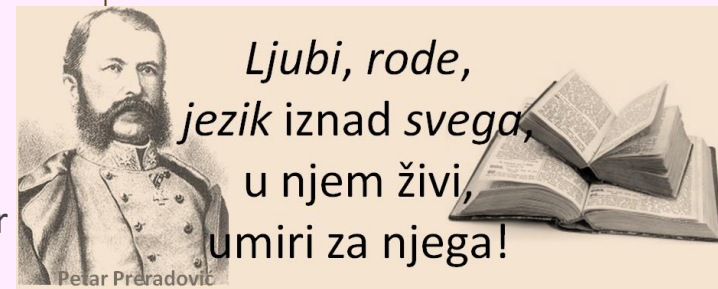 Ljubi, rode,
jezik iznad svega,
u njem živi,
umiri za njega!
r
Petar Preradović